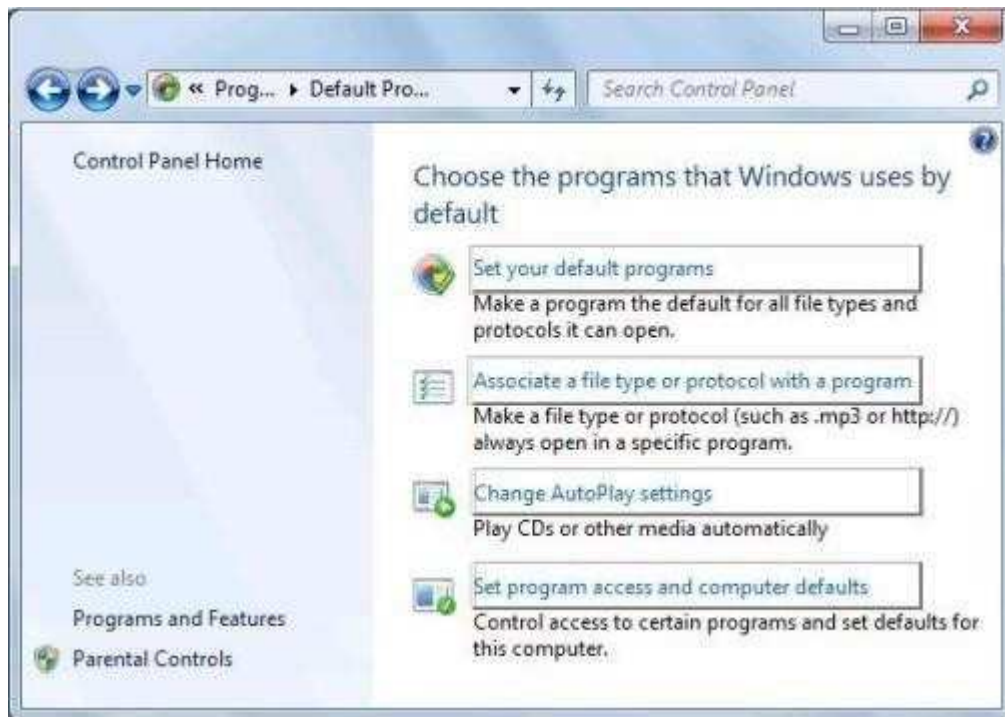 « Prog... ▸ Default Pro...
Search Control Panel
Control Panel Home
Choose the programs that Windows uses by
default
Set your default programs
Make a program the default for all file types and
protocols it can open.
Associate a file type or protocol with a program
Make a file type or protocol (such as .mp3 or http://)
always open in a specific program.
Change AutoPlay settings
Play CDs or other media automatically
Set program access and computer defaults
Control access to certain programs and set defaults for
this computer.
See also
Programs and Features
Parental Controls